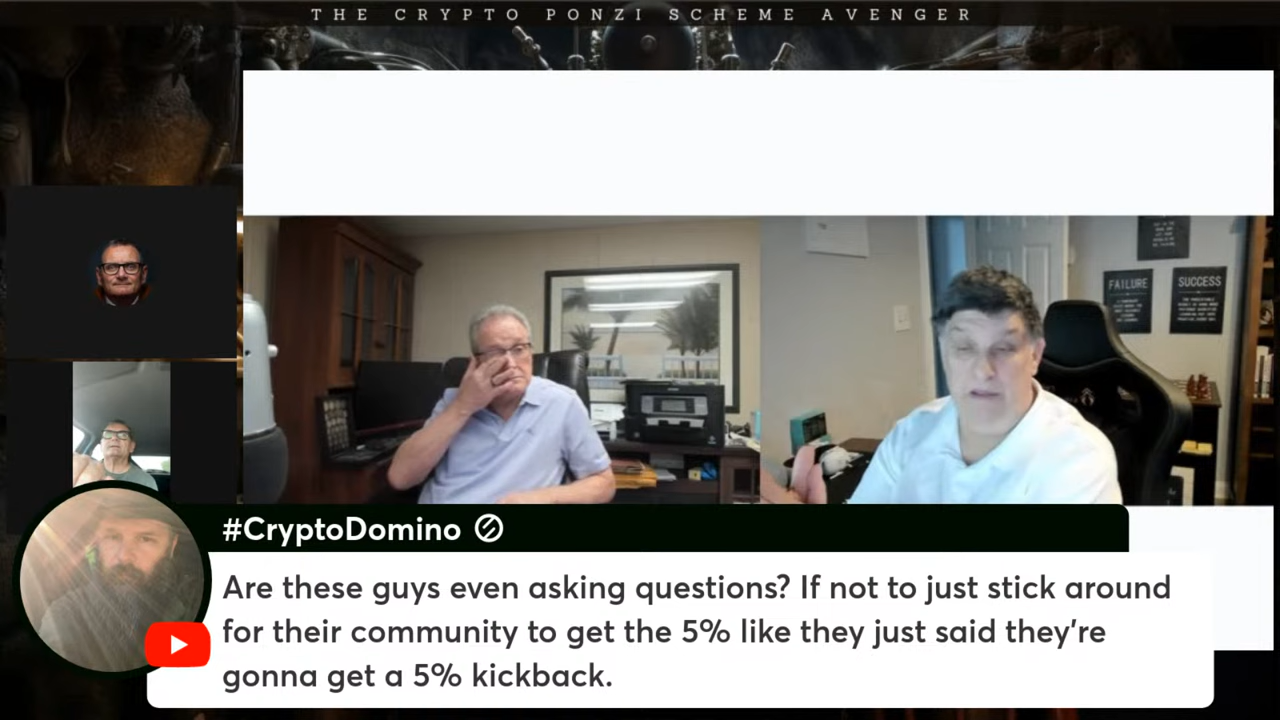 THE CRYPTO PONZI SCHEME AVENGER
FAILURE
SUCCESS
#CryptoDomino
Are these guys even asking questions? If not to just stick around
for their community to get the 5% like they just said they're
gonna get a 5% kickback.